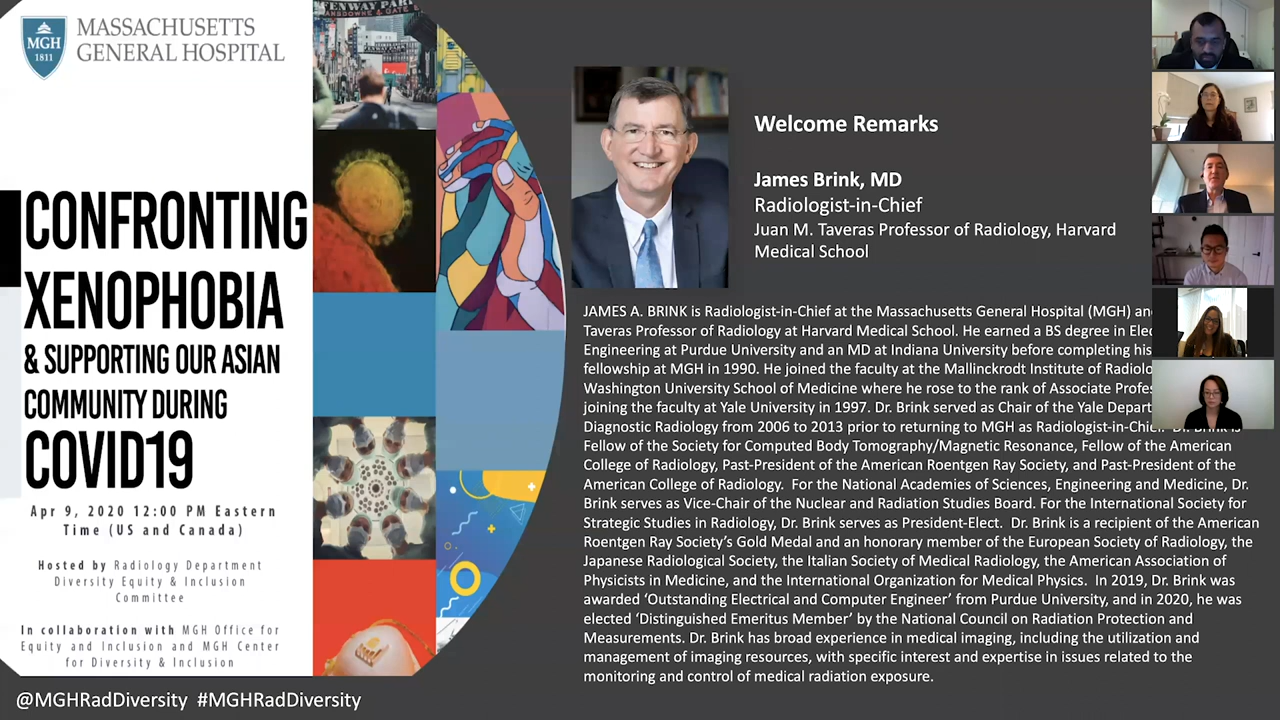 MASSACHUSETTS
GENERAL HOSPITAL
MGH
1811
CONFRONTING
XENOPHOBIA
& SUPPORTING OUR ASIAN
COMMUNITY DURING
COVID19
Apr 9, 2020 12:00 PM Eastern
Time (US and Canada)
Hosted by Radiology Department
Diversity Equity & Inclusion
Committee
In collaboration with MGH Office for
Equity and Inclusion and MGH Center
for Diversity & Inclusion
@MGHRadDiversity #MGHRadDiversity
FENWAY PARK
Welcome Remarks
James Brink, MD
Radiologist-in-Chief
Juan M. Taveras Professor of Radiology, Harvard
Medical School
JAMES A. BRINK is Radiologist-in-Chief at the Massachusetts General Hospital (MGH) an
Taveras Professor of Radiology at Harvard Medical School. He earned a BS degree in Elec
Engineering at Purdue University and an MD at Indiana University before completing his
fellowship at MGH in 1990. He joined the faculty at the Mallinckrodt Institute of Radiolo
Washington University School of Medicine where he rose to the rank of Associate Profes
joining the faculty at Yale University in 1997. Dr. Brink served as Chair of the Yale Depart
Diagnostic Radiology from 2006 to 2013 prior to returning to MGH as Radiologist-in-Chief. Dr. Brink is
Fellow of the Society for Computed Body Tomography/Magnetic Resonance, Fellow of the American
College of Radiology, Past-President of the American Roentgen Ray Society, and Past-President of the
American College of Radiology. For the National Academies of Sciences, Engineering and Medicine, Dr.
Brink serves as Vice-Chair of the Nuclear and Radiation Studies Board. For the International Society for
Strategic Studies in Radiology, Dr. Brink serves as President-Elect. Dr. Brink is a recipient of the American
Roentgen Ray Society's Gold Medal and an honorary member of the European Society of Radiology, the
Japanese Radiological Society, the Italian Society of Medical Radiology, the American Association of
Physicists in Medicine, and the International Organization for Medical Physics. In 2019, Dr. Brink was
awarded 'Outstanding Electrical and Computer Engineer' from Purdue University, and in 2020, he was
elected 'Distinguished Emeritus Member' by the National Council on Radiation Protection and
Measurements. Dr. Brink has broad experience in medical imaging, including the utilization and
management of imaging resources, with specific interest and expertise in issues related to the
monitoring and control of medical radiation exposure.